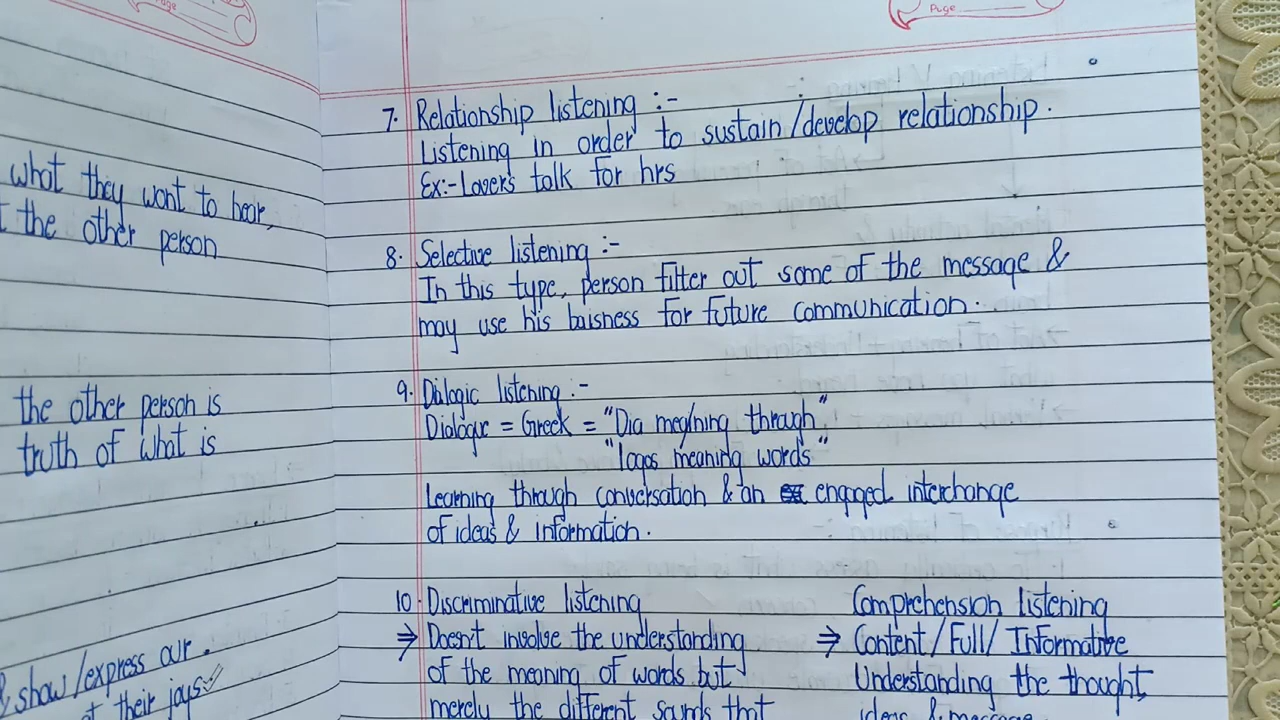 Page
Page
what they want to hear,
the other person
the other person is
truth of what is
show/express our.
their joys
7. Relationship listening :-
Listening in order to sustain/develop relationship.
Ex:- Lovers talk for hrs
8. Selective listening :-
In this type, person filter out some of the message &
may use his buisness for future communication.
9. Dialogic listening :-
Dialogic = Greek = "Dia meaning through"
"logos meaning words"
Learning through conversation & an engaged interchange
of ideas & information.
10. Discriminative listening
⇒ Doesn't involve the understanding
of the meaning of words but
merely the different sounds that
Comprehension listening
⇒ Content/Full/Informative
Understanding the thought,
ideas & message